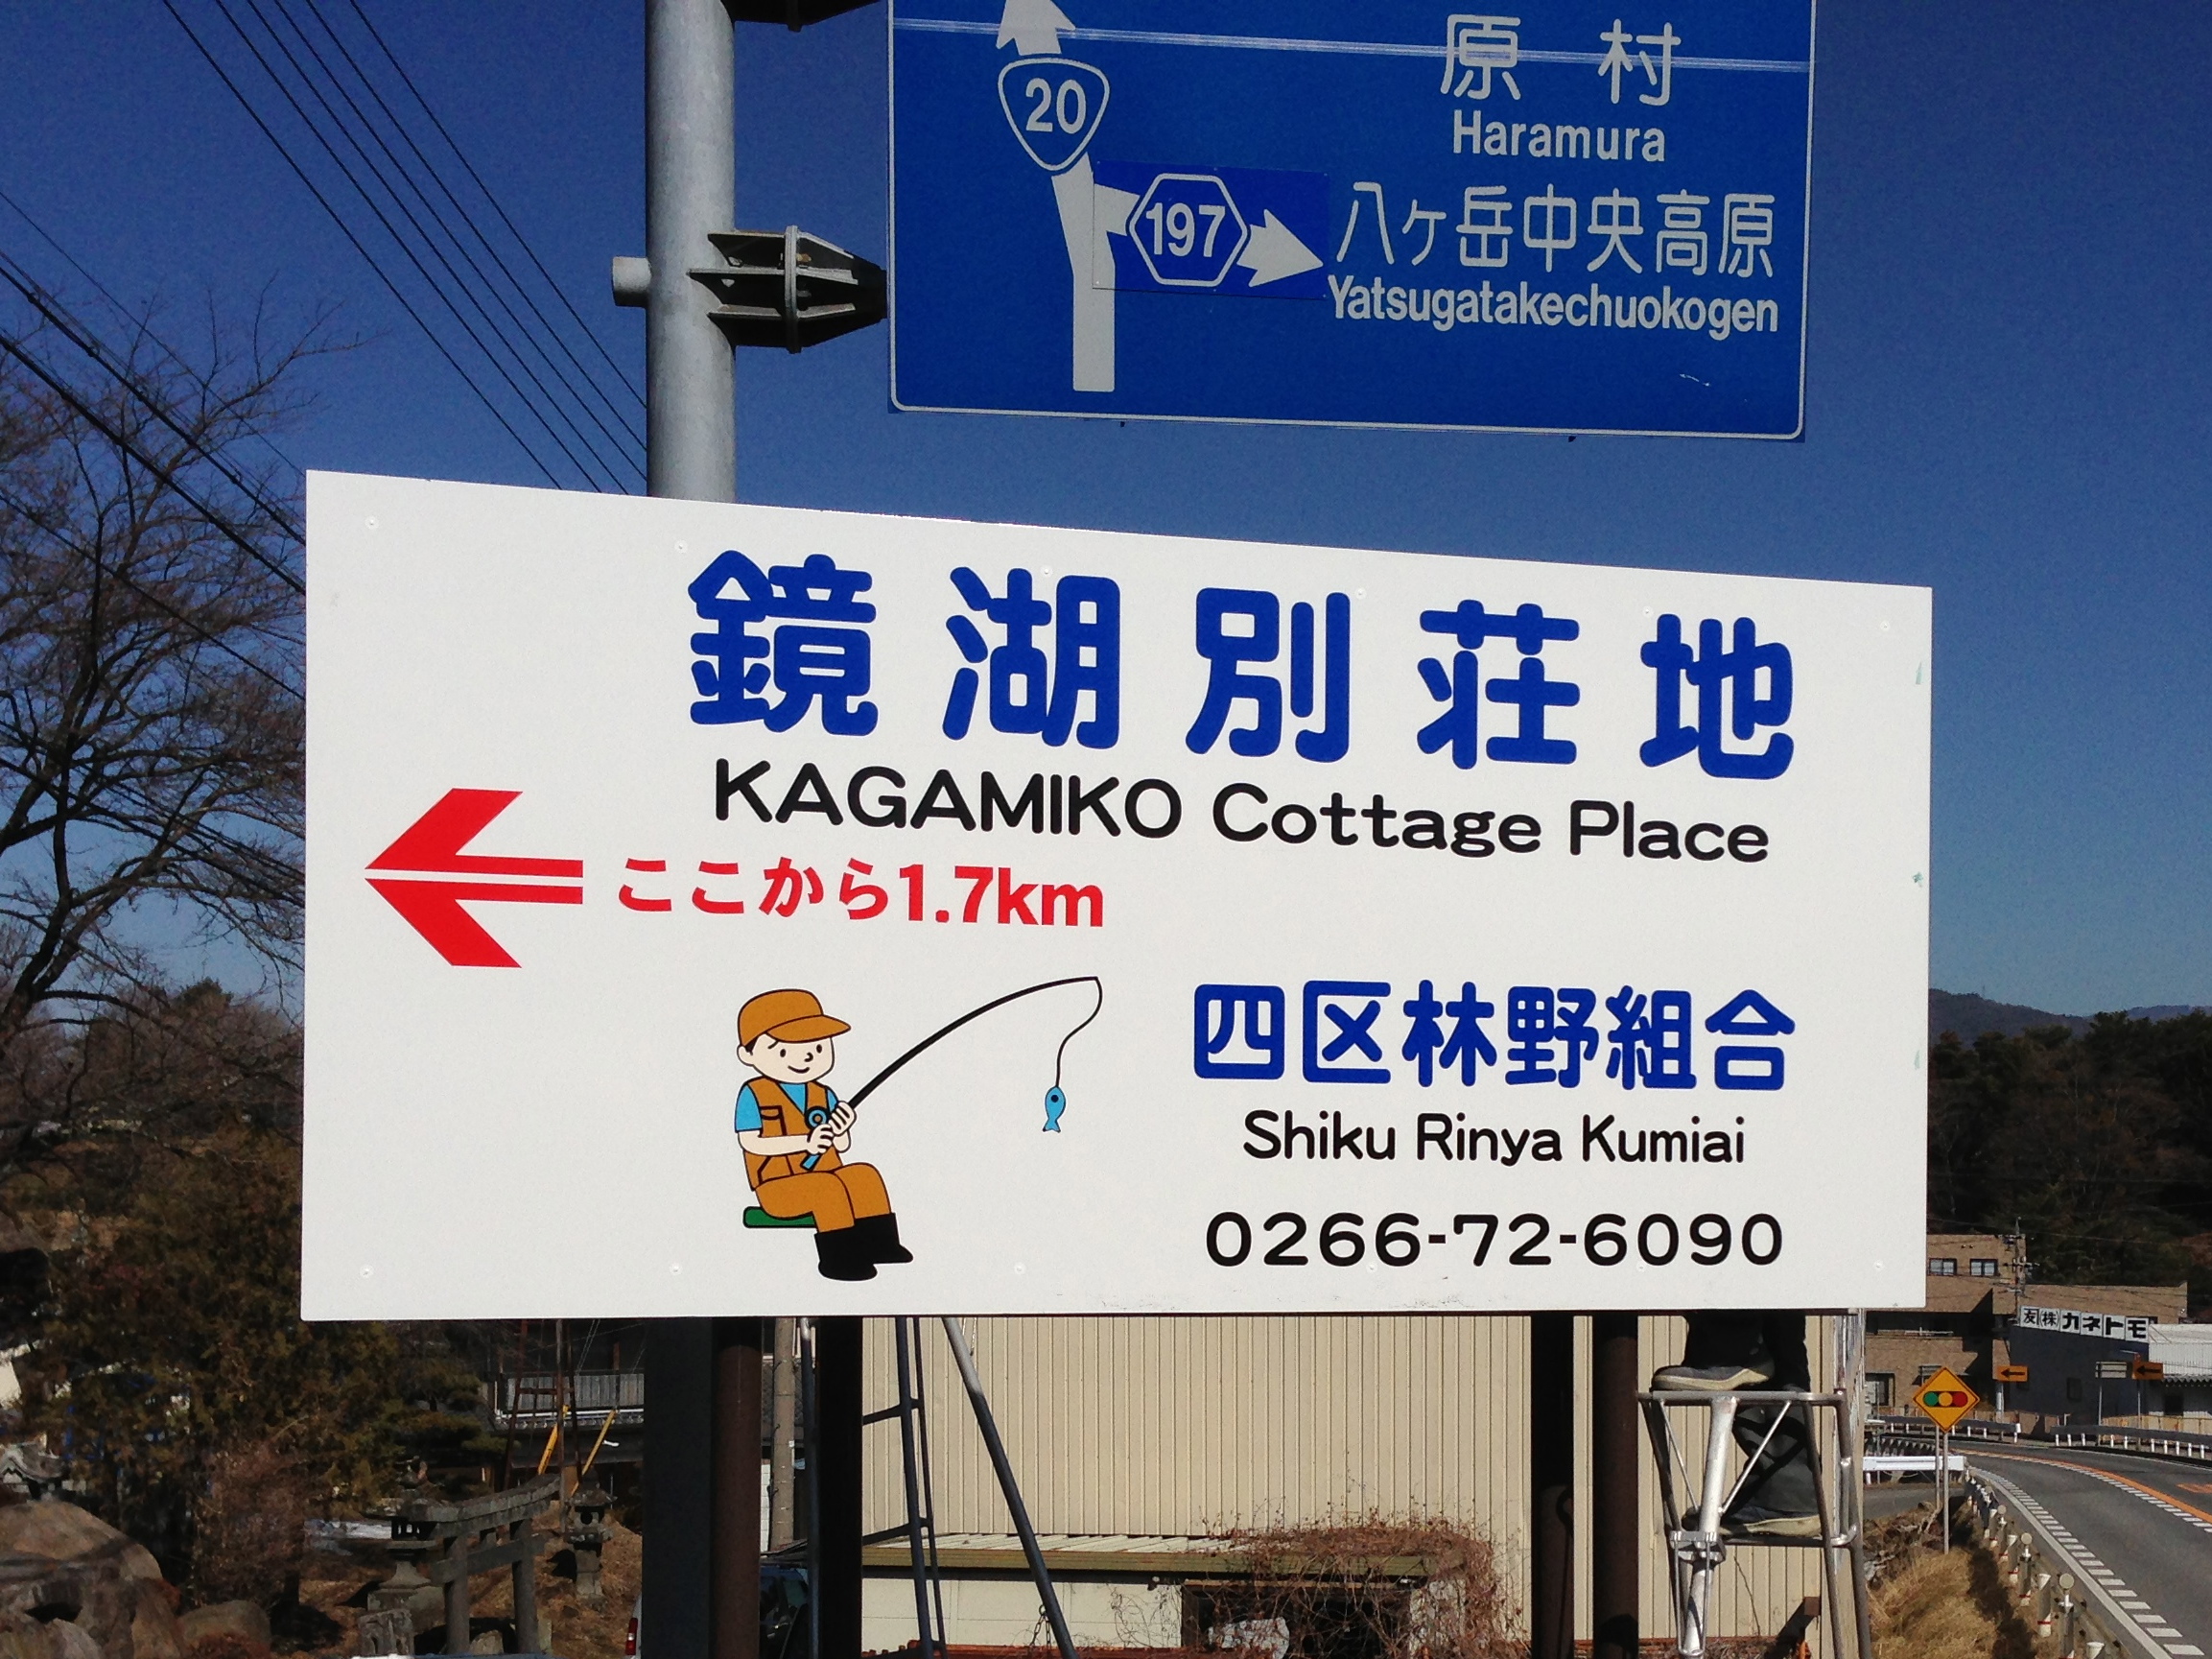 20
原村
Haramura
197
八ヶ岳中央高原
Yatsugatakechuokogen
鏡湖別荘地
KAGAMIKO Cottage Place
ここから1.7km
四区林野組合
Shiku Rinya Kumiai
0266-72-6090
友(株)カネトモ